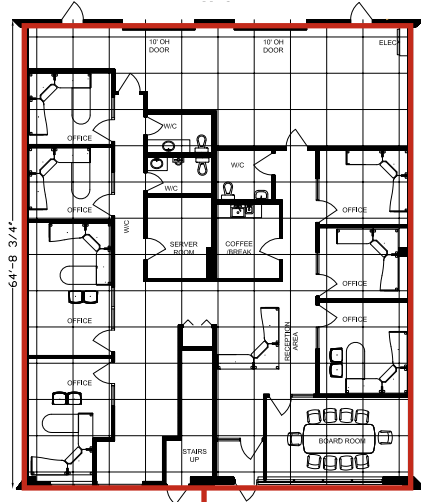 10' OH
DOOR
10' OH
DOOR
ELEC
OFFICE
W/C
W/C
W/C
OFFICE
W/C
OFFICE
SERVER
ROOM
COFFEE
/BREAK
OFFICE
64'-8 3/4"
OFFICE
OFFICE
RECEPTION
AREA
OFFICE
BOARD ROOM
STAIRS
UP